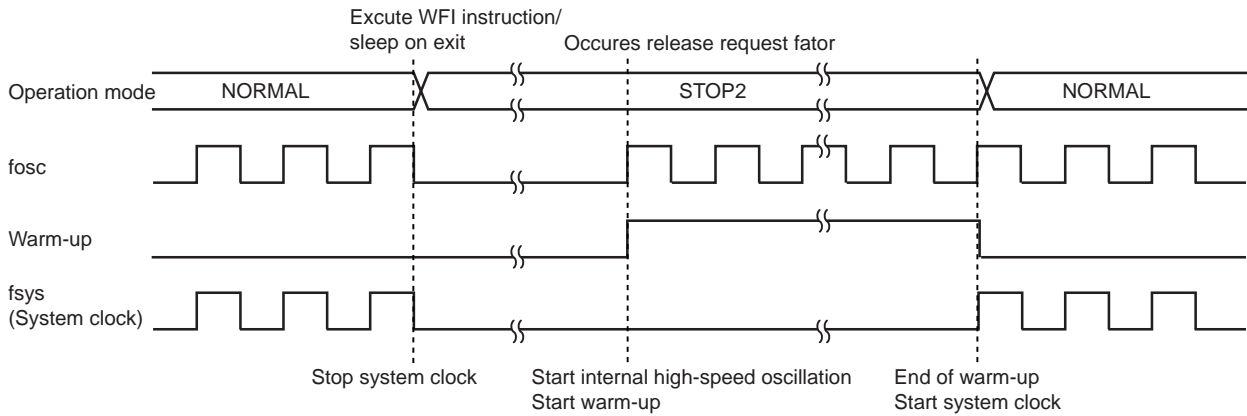 Excute WFI instruction/
sleep on exit
Occures release request fator
Operation mode
NORMAL
STOP2
NORMAL
fosc
Warm-up
fsys
(System clock)
Stop system clock
Start internal high-speed oscillation
Start warm-up
End of warm-up
Start system clock